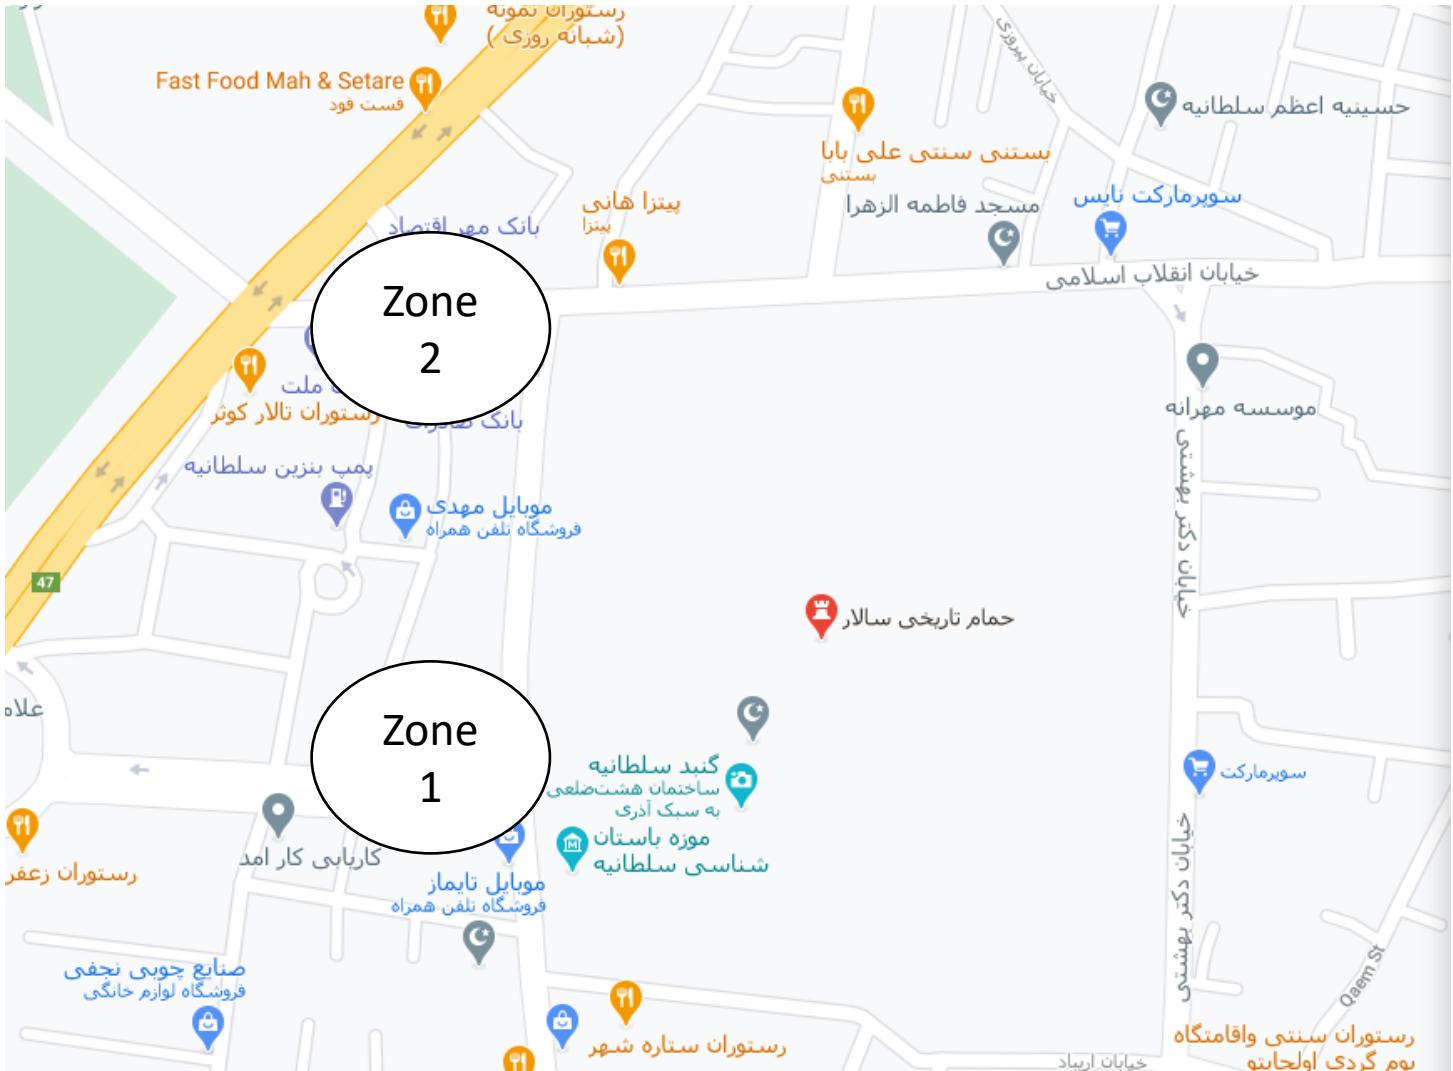 رستوران نمونه
(شبانه روزی )
Fast Food Mah & Setare
فست فود
خیابان پیروزی
حسینیه اعظم سلطانیه
بستنی سنتی علی بابا
بستنی
پیتزا هانی
پیتزا
مسجد فاطمه الزهرا
سوپرمارکت نایس
بانک مهر اقتصاد
خیابان انقلاب اسلامی
Zone
2
ملت
رستوران تالار کوثر
بانک صادرات
موسسه مهرانه
خیابان دکتر بهشتی
پمپ بنزین سلطانیه
موبایل مهدی
فروشگاه تلفن همراه
47
حمام تاریخی سالار
Zone
1
گنبد سلطانیه
ساختمان هشت‌ضلعی
به سبک آذری
سوپرمارکت
موزه باستان
شناسی سلطانیه
کاریابی کار آمد
رستوران زعفر
موبایل تایماز
فروشگاه تلفن همراه
خیابان دکتر بهشتی
صنایع چوبی نجفی
فروشگاه لوازم خانگی
Qaem St
رستوران ستاره شهر
رستوران سنتی واقامتگاه
بوم گردی اولجایتو